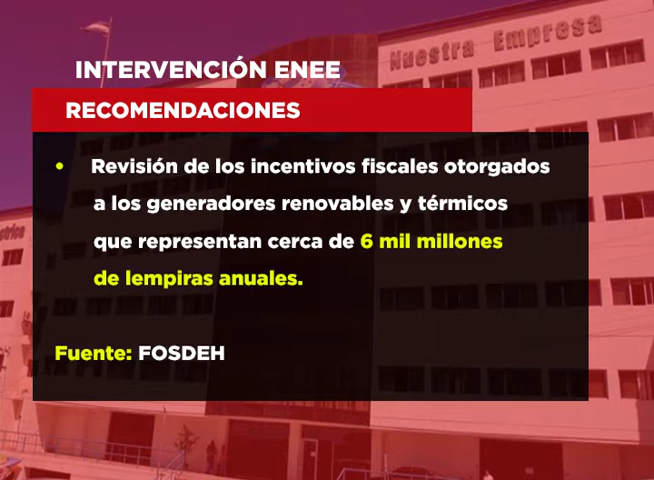 Nuestra Empresa
INTERVENCIÓN ENEE
RECOMENDACIONES
• Revisión de los incentivos fiscales otorgados
a los generadores renovables y térmicos
que representan cerca de 6 mil millones
de lempiras anuales.
Fuente: FOSDEH